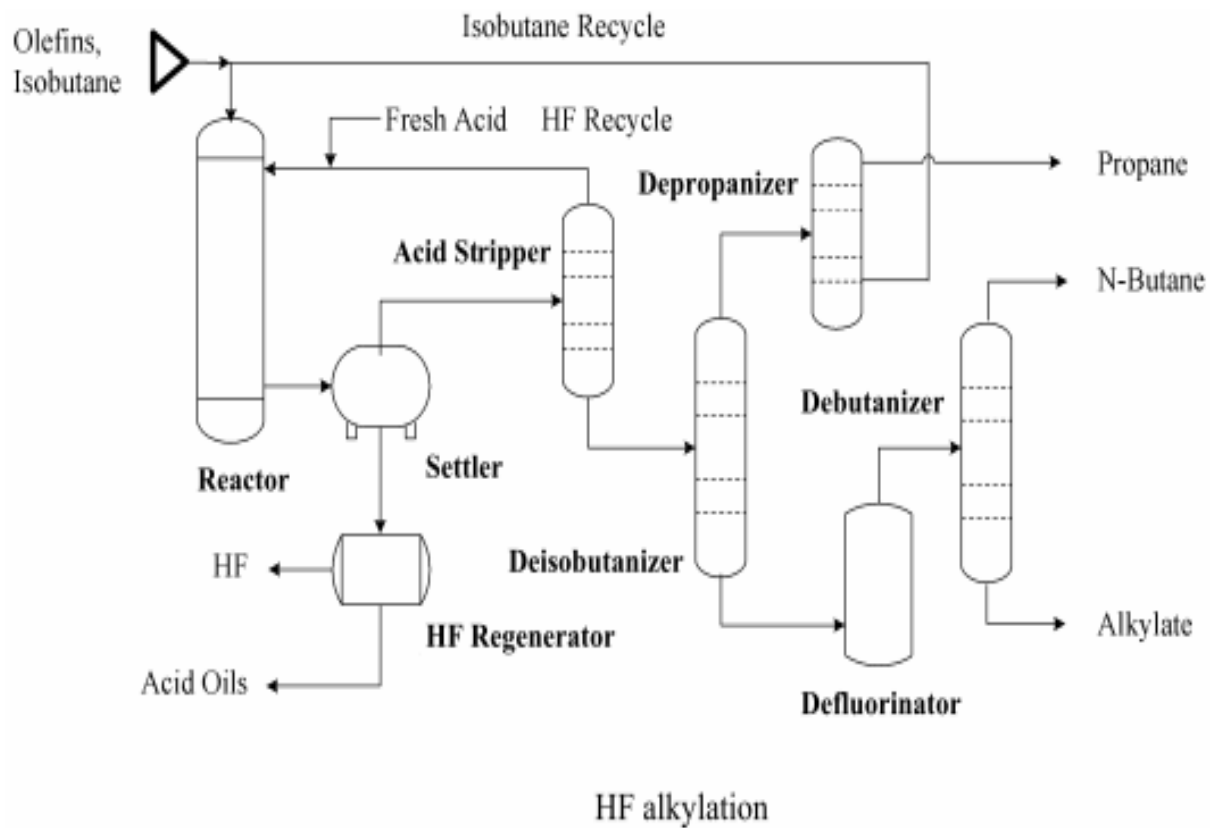 Isobutane Recycle
Olefins,
Isobutane
Fresh Acid HF Recycle
Depropanizer
Propane
Acid Stripper
N-Butane
Debutanizer
Settler
Reactor
Deisobutanizer
HF
HF Regenerator
Alkylate
Acid Oils
Defluorinator
HF alkylation